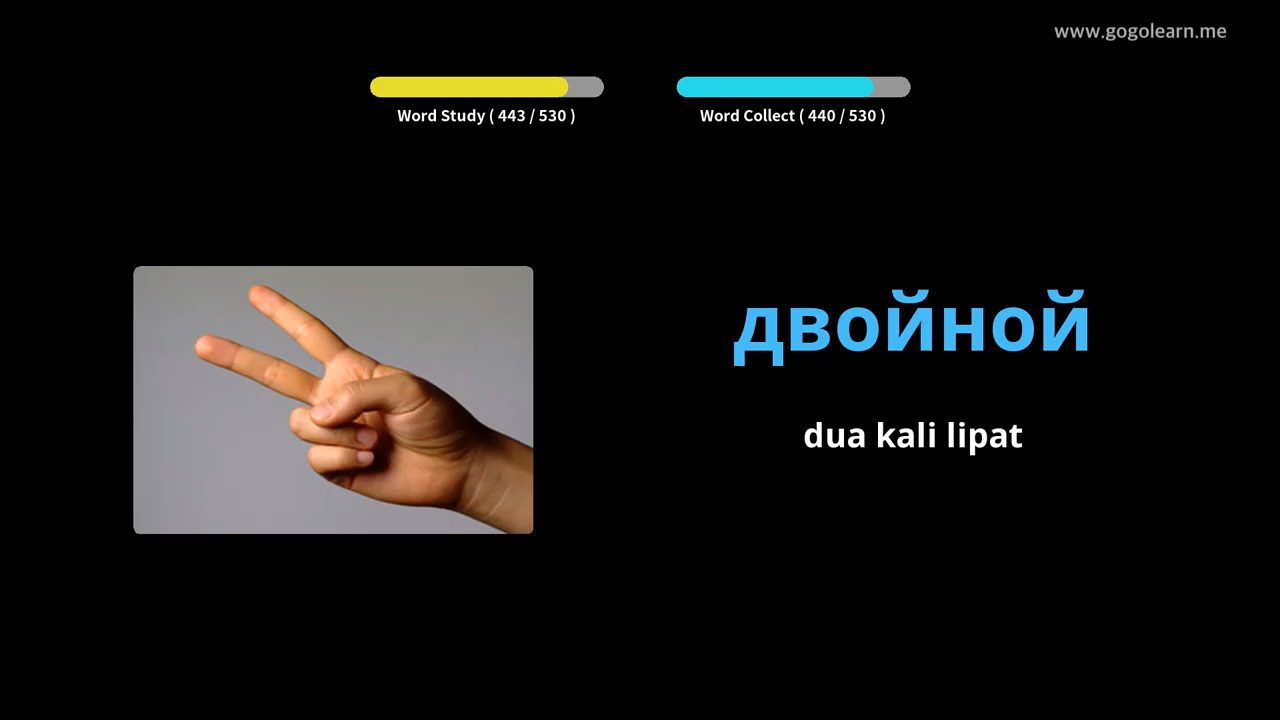 www.gogolearn.me
Word Study ( 443 / 530 )
Word Collect ( 440 / 530 )
двойной
dua kali lipat